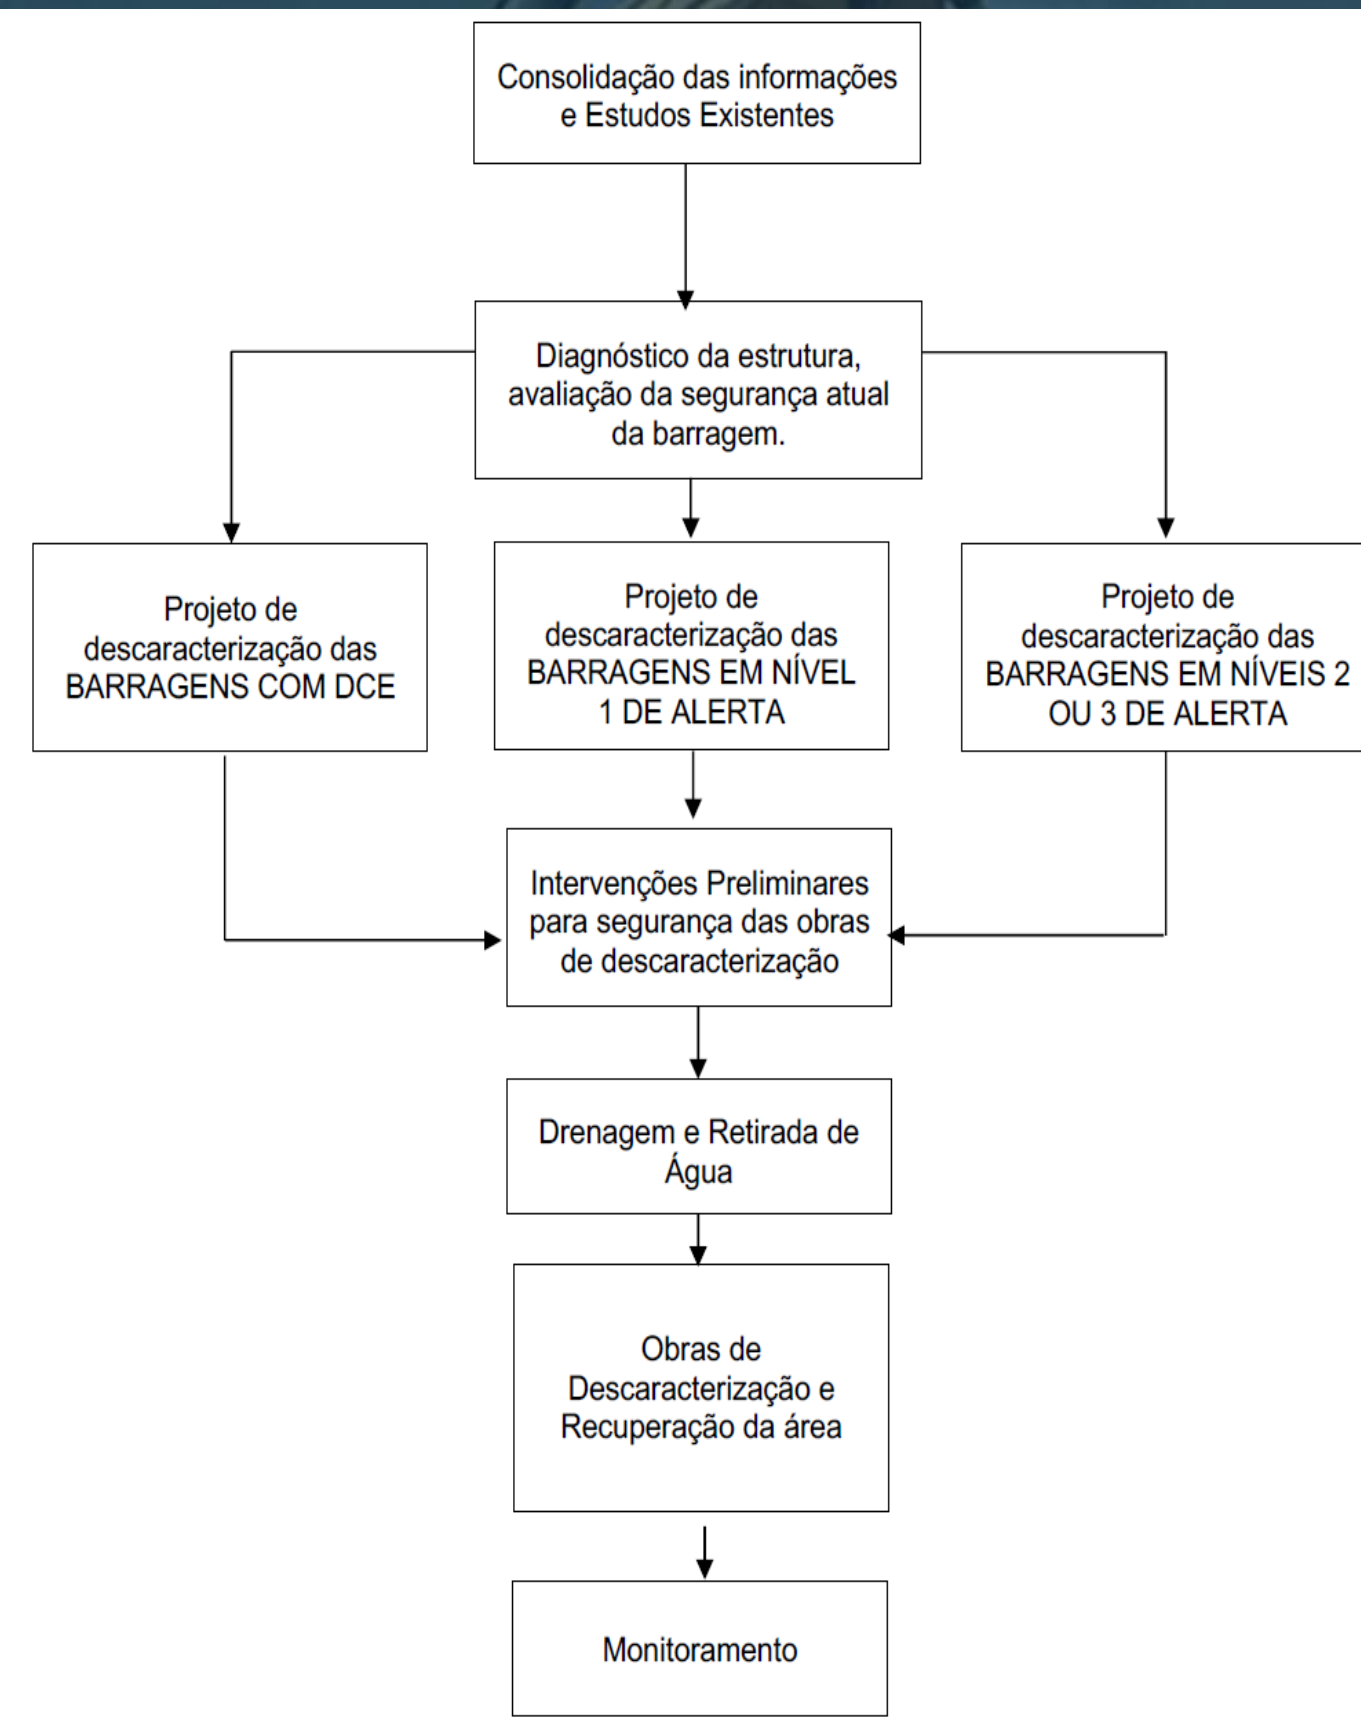 Consolidação das informações
e Estudos Existentes
Diagnóstico da estrutura,
avaliação da segurança atual
da barragem.
Projeto de
descaracterização das
BARRAGENS COM DCE
Projeto de
descaracterização das
BARRAGENS EM NÍVEL
1 DE ALERTA
Projeto de
descaracterização das
BARRAGENS EM NÍVEIS 2
OU 3 DE ALERTA
Intervenções Preliminares
para segurança das obras
de descaracterização
Drenagem e Retirada de
Água
Obras de
Descaracterização e
Recuperação da área
Monitoramento